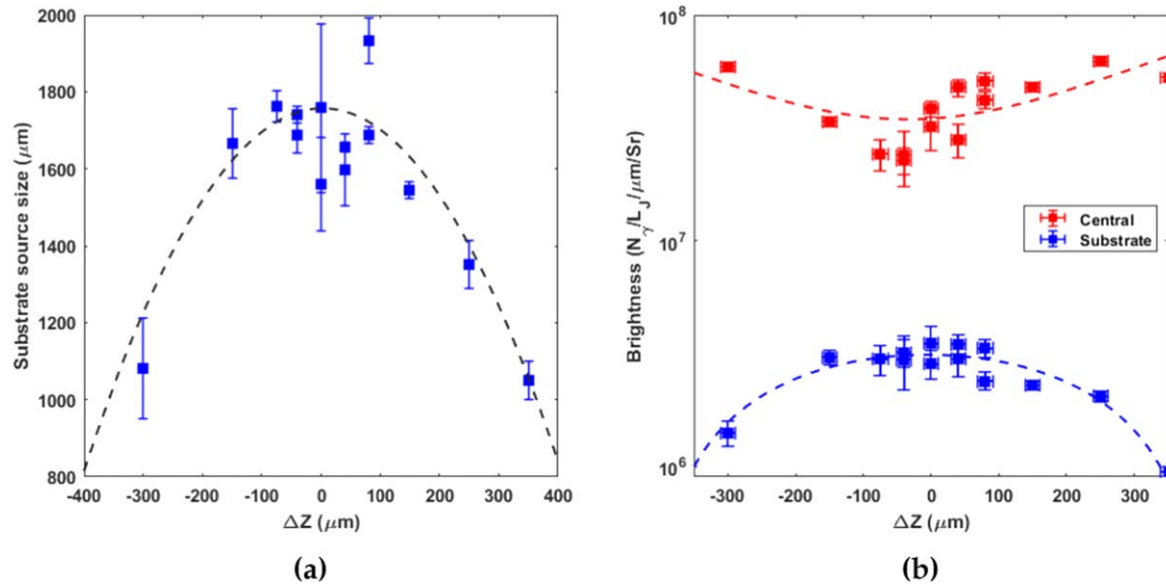 2000
1800
1600
1400
1200
1000
800
Substrate source size (μm)
-400 -300 -200 -100 0 100 200 300 400
ΔZ (μm)
(a)
10^8
10^7
10^6
Brightness (N_γ/L_J/μm/Sr)
Central
Substrate
-300 -200 -100 0 100 200 300
ΔZ (μm)
(b)